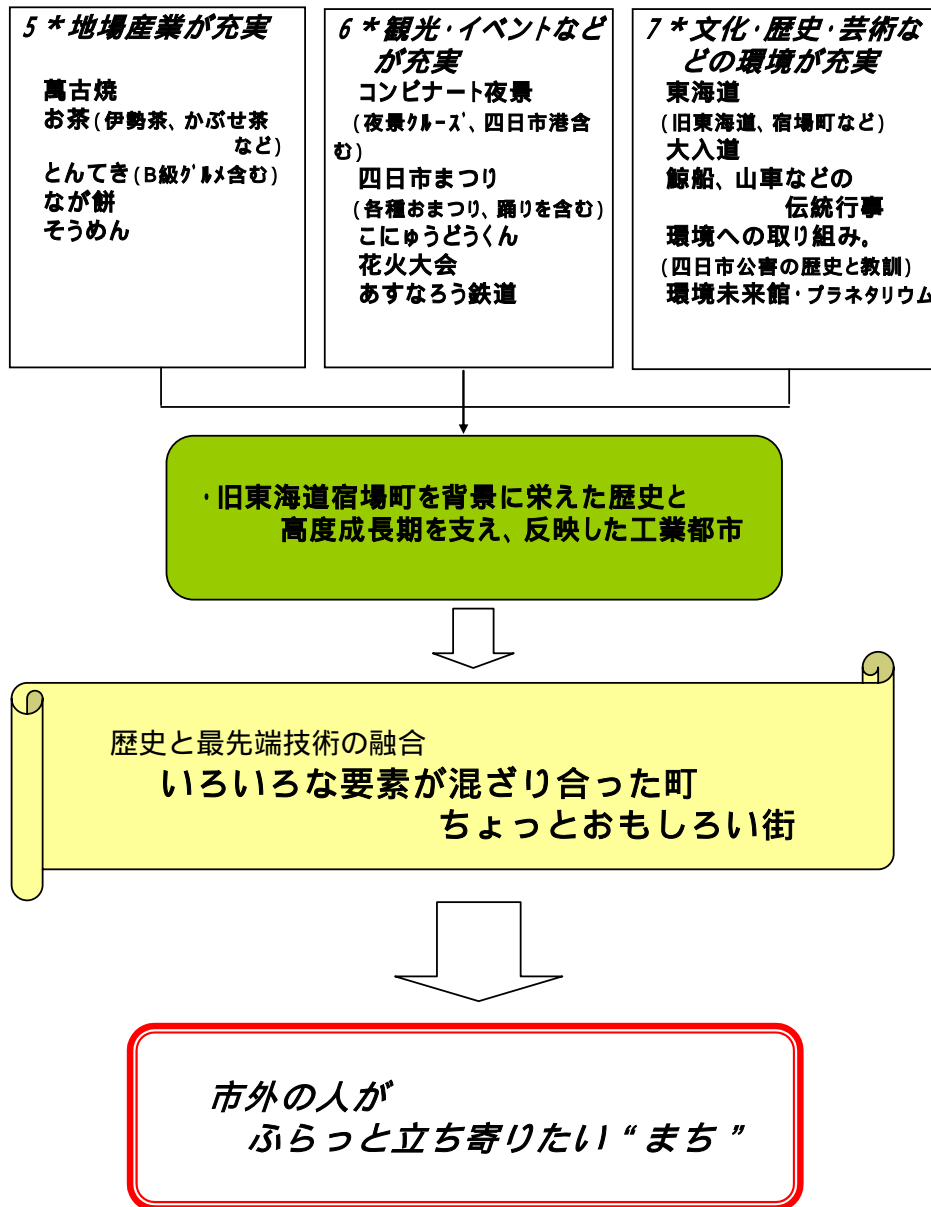 5＊地場産業が充実
萬古焼
お茶(伊勢茶、かぶせ茶
など)
とんてき(B級ｸﾞﾙﾒ含む)
なが餅
そうめん
6＊観光・イベントなど
が充実
コンビナート夜景
(夜景ｸﾙｰｽﾞ、四日市港含
む)
四日市まつり
(各種おまつり、踊りを含む)
こにゅうどうくん
花火大会
あすなろう鉄道
7＊文化・歴史・芸術な
どの環境が充実
東海道
(旧東海道、宿場町など)
大入道
鯨船、山車などの
伝統行事
環境への取り組み。
(四日市公害の歴史と教訓)
環境未来館・プラネタリウム
・旧東海道宿場町を背景に栄えた歴史と
高度成長期を支え、反映した工業都市
歴史と最先端技術の融合
いろいろな要素が混ざり合った町
ちょっとおもしろい街
市外の人が
ふらっと立ち寄りたい“まち”